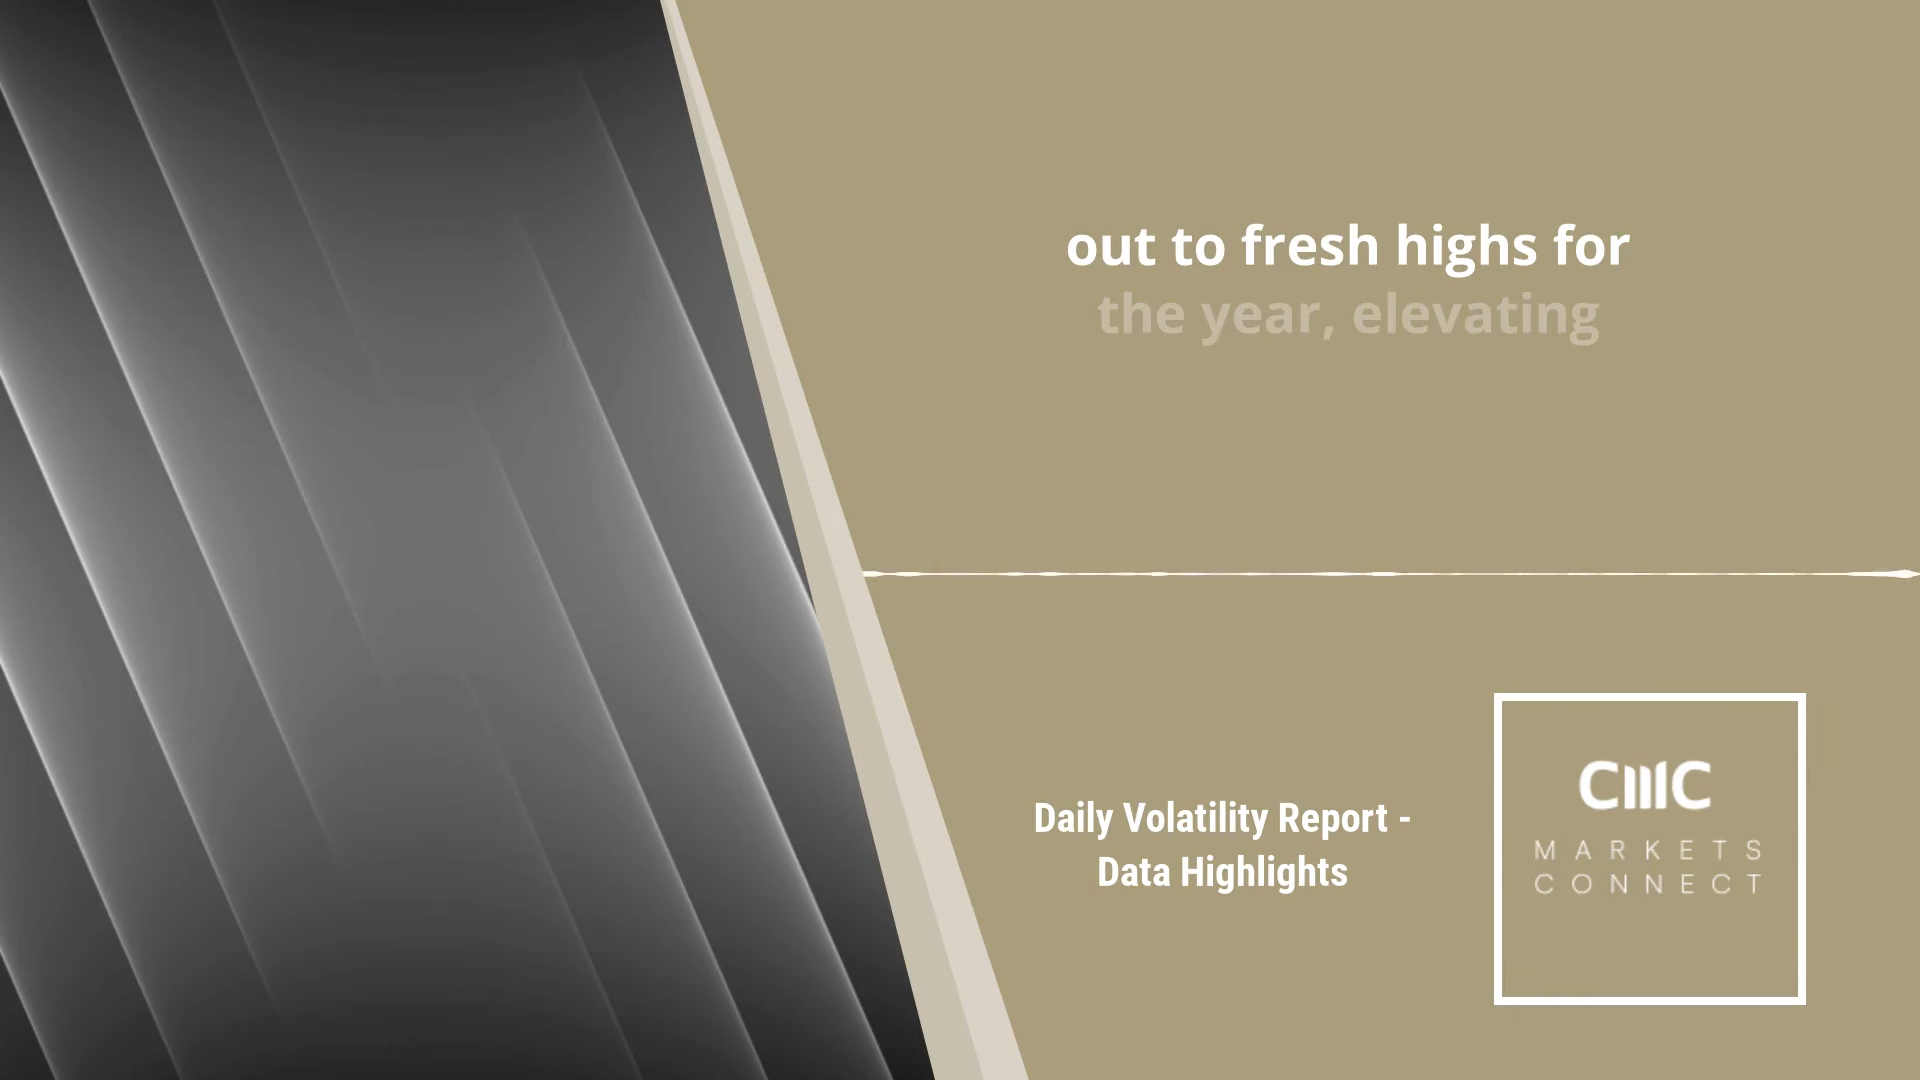 out to fresh highs for
the year, elevating
Daily Volatility Report -
Data Highlights
CMC
MARKETS
CONNECT